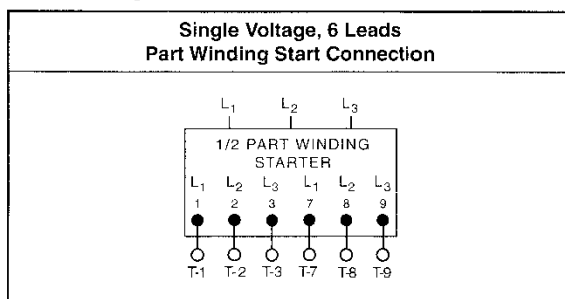 Single Voltage, 6 Leads
Part Winding Start Connection
L₁ L₂ L₃
1/2 PART WINDING
STARTER
L₁ L₂ L₃ L₁ L₂ L₃
1 2 3 7 8 9
T-1 T-2 T-3 T-7 T-8 T-9